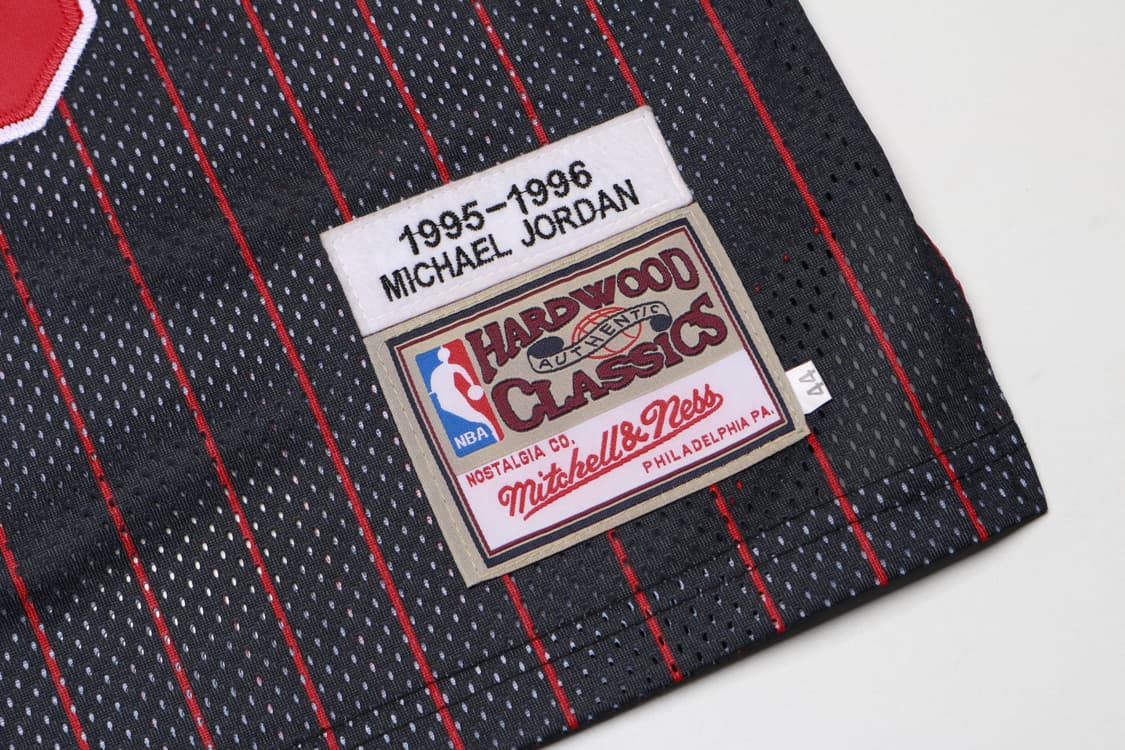 1995-1996
MICHAEL JORDAN
HARDWOOD
AUTHENTIC
CLASSICS
NBA
NOSTALGIA CO.
Mitchell & Ness
PHILADELPHIA PA.
44